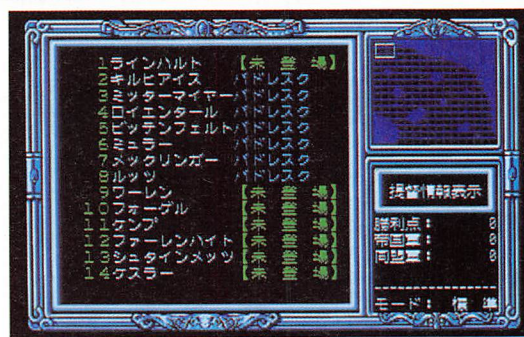 1ラインハルト 【未 登 場】
2キルヒアイス バドレスク
3ミッターマイヤーバドレスク
4ロイエンタール バドレスク
5ビッテンフェルトバドレスク
6ミュラー バドレスク
7メックリンガー バドレスク
8ルッツ バドレスク
9ワーレン 【未 登 場】
10フォーゲル 【未 登 場】
11ケンプ 【未 登 場】
12ファーレンハイト【未 登 場】
13シュタインメッツ【未 登 場】
14ケスラー 【未 登 場】
提督情報表示
勝利点： 0
帝国軍： 0
同盟軍： 0
モード： 標 準